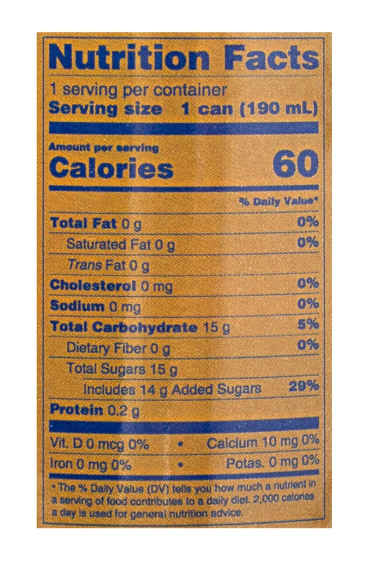 Nutrition Facts
1 serving per container
Serving size 1 can (190 mL)
Amount per serving
Calories 60
% Daily Value*
Total Fat 0 g 0%
Saturated Fat 0 g 0%
Trans Fat 0 g
Cholesterol 0 mg 0%
Sodium 0 mg 0%
Total Carbohydrate 15 g 5%
Dietary Fiber 0 g 0%
Total Sugars 15 g
Includes 14 g Added Sugars 29%
Protein 0.2 g
Vit. D 0 mcg 0% • Calcium 10 mg 0%
Iron 0 mg 0% • Potas. 0 mg 0%
* The % Daily Value (DV) tells you how much a nutrient in
a serving of food contributes to a daily diet. 2,000 calories
a day is used for general nutrition advice.